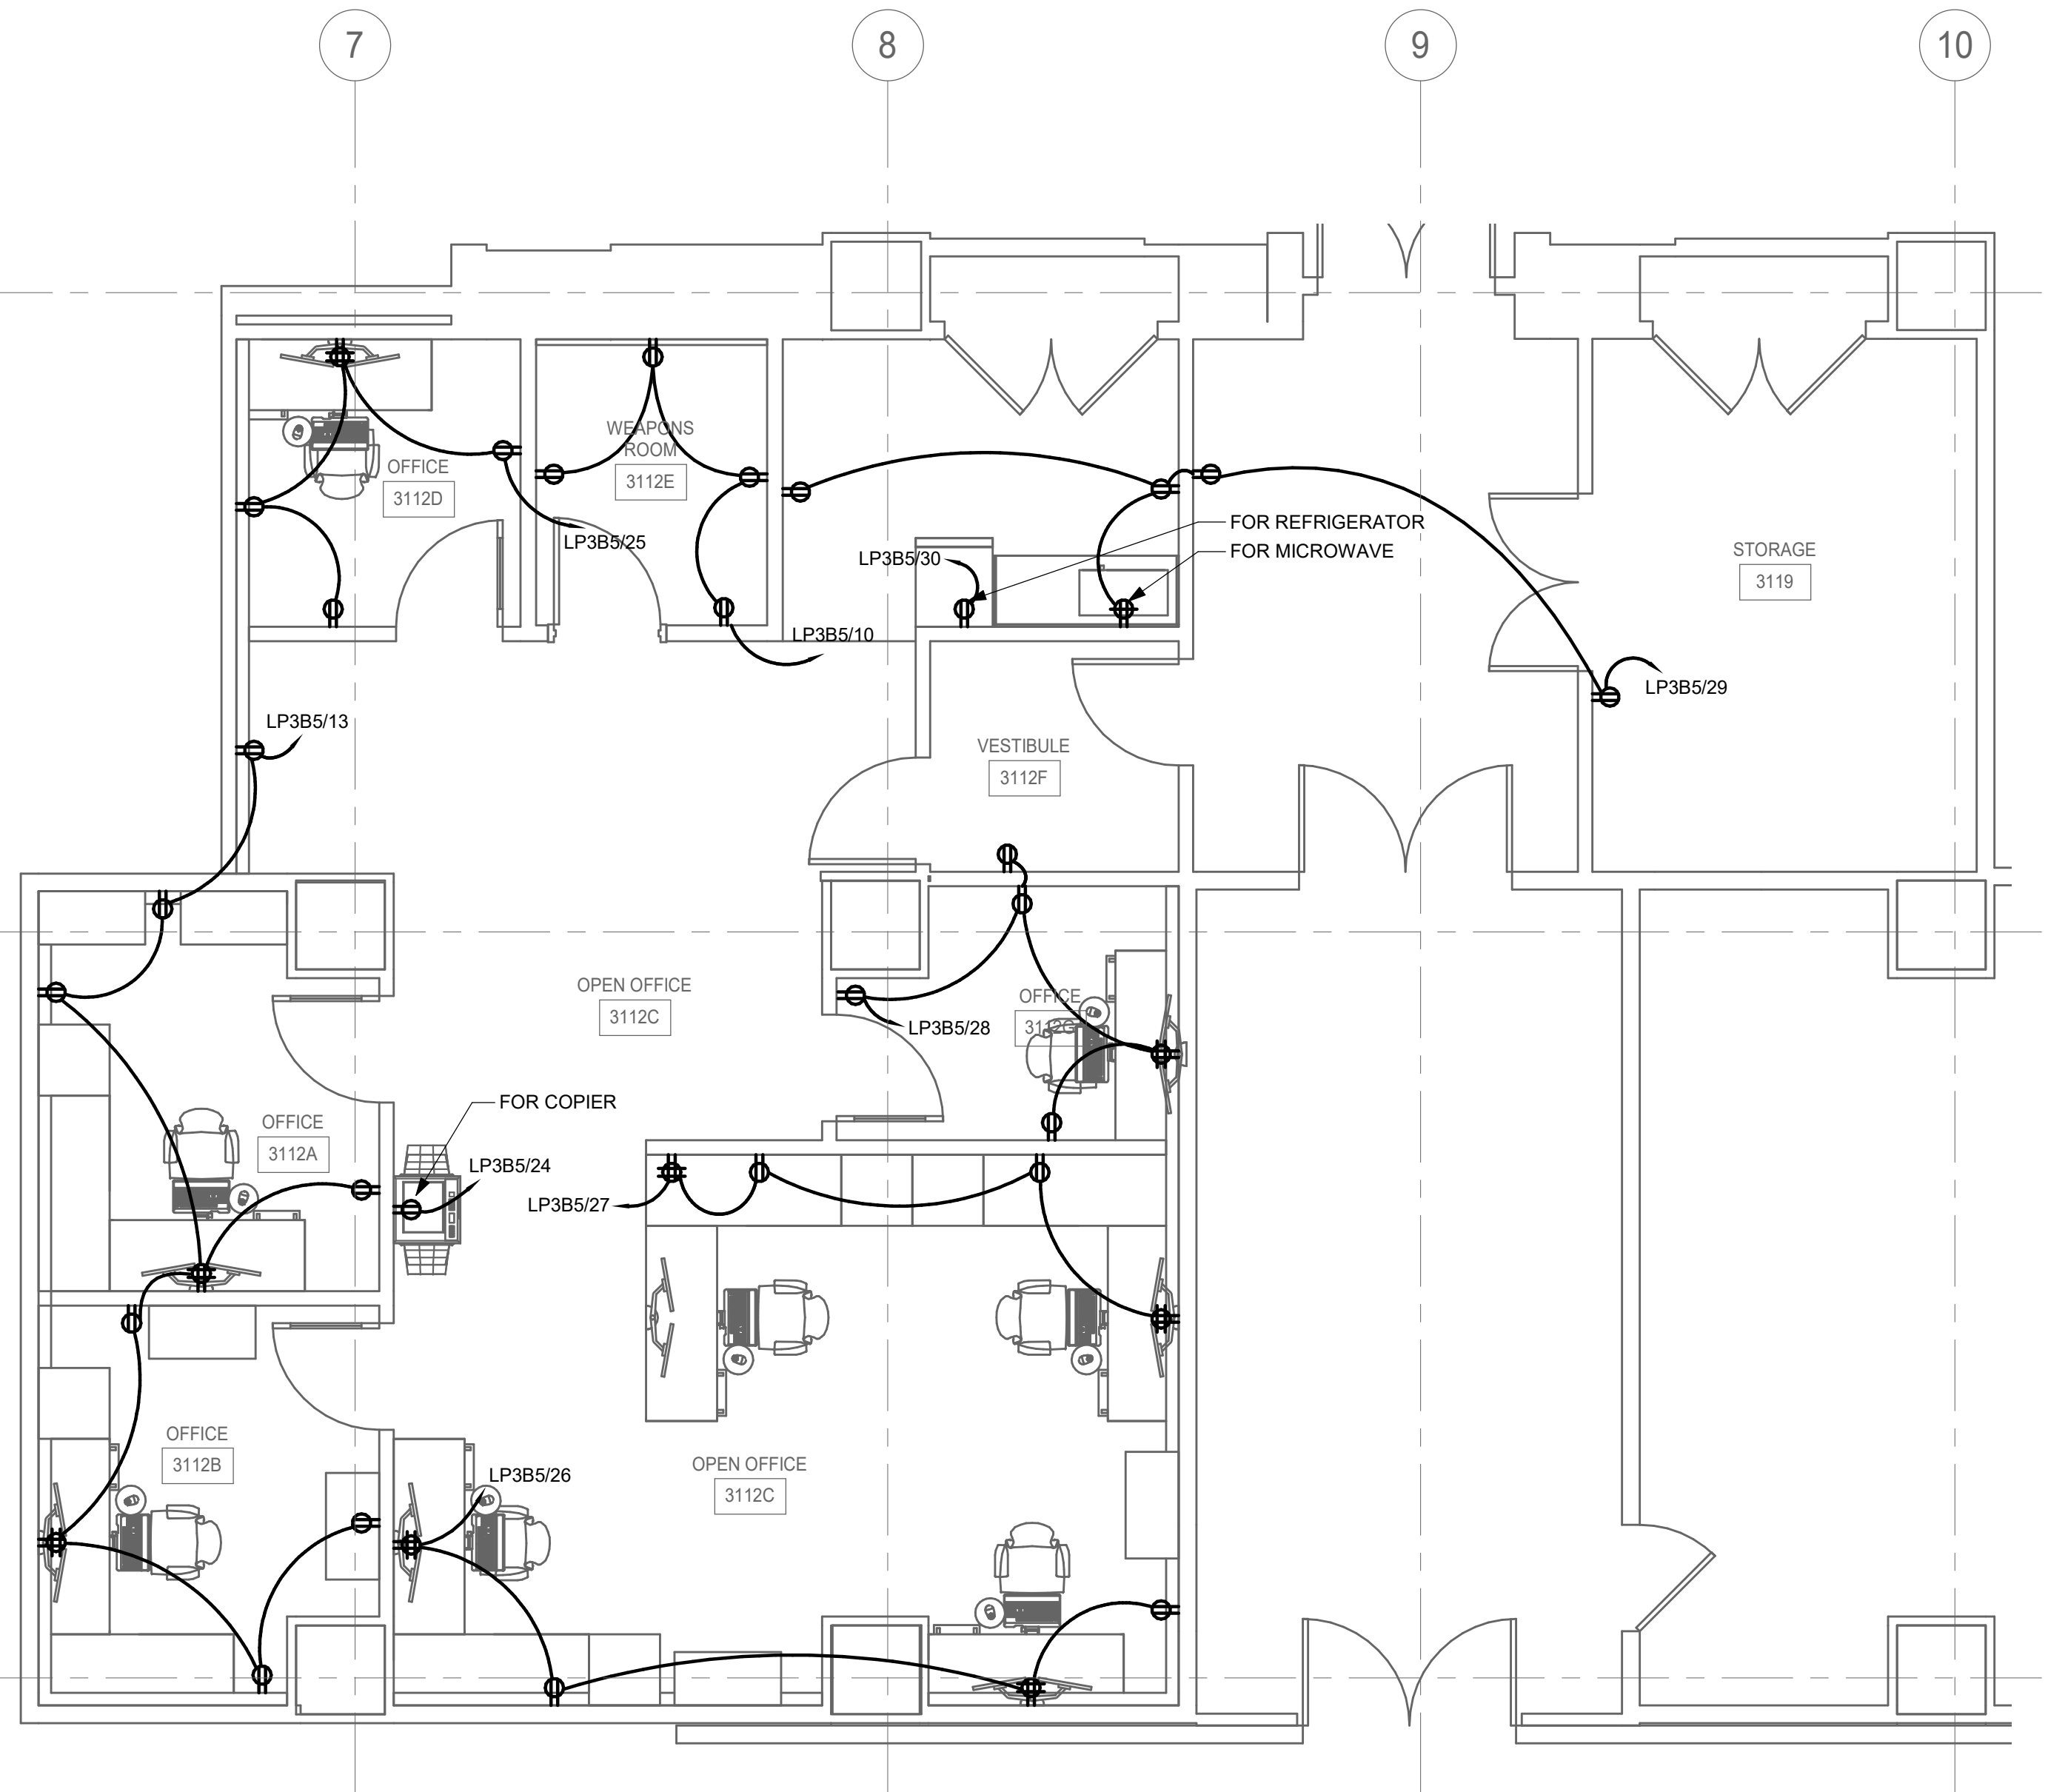 7
8
9
10
WEAPONS
ROOM
3112E
OFFICE
3112D
LP3B5/25
LP3B5/30
FOR REFRIGERATOR
FOR MICROWAVE
STORAGE
3119
LP3B5/10
LP3B5/29
LP3B5/13
VESTIBULE
3112F
OPEN OFFICE
3112C
OFFICE
3112G
LP3B5/28
FOR COPIER
OFFICE
3112A
LP3B5/24
LP3B5/27
OFFICE
3112B
LP3B5/26
OPEN OFFICE
3112C